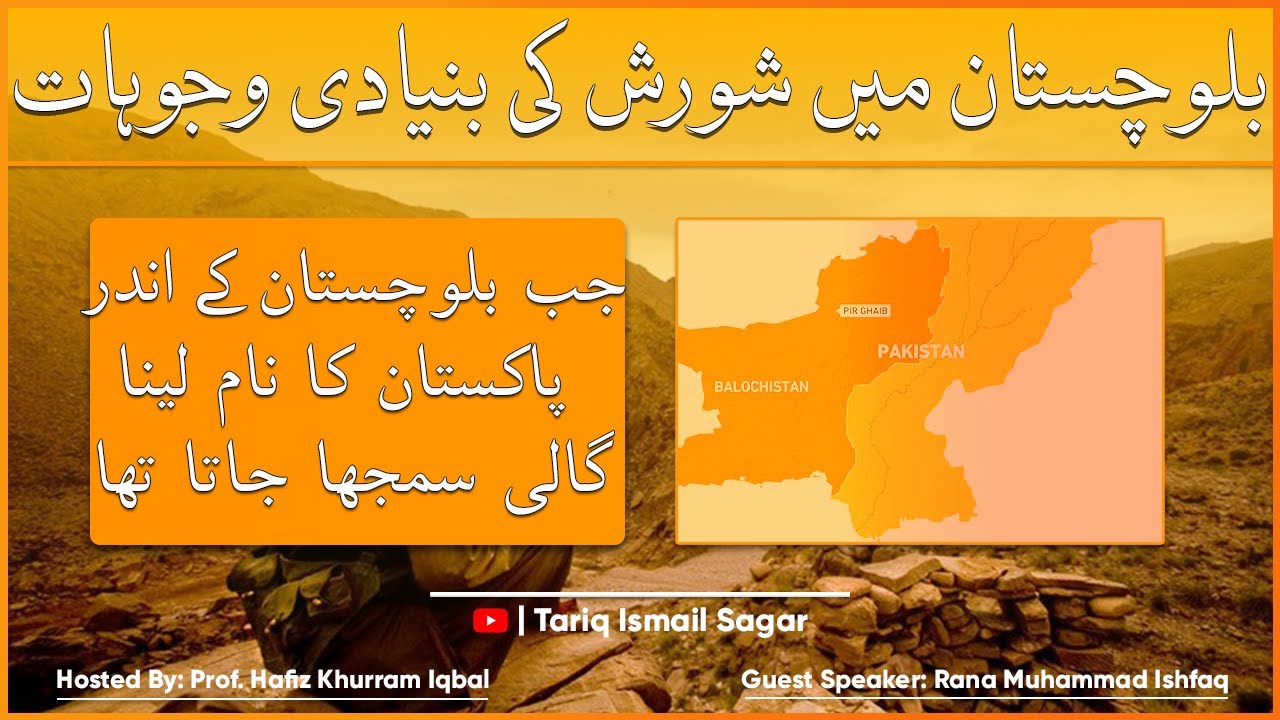 بلوچستان میں شورش کی بنیادی وجوہات
جب بلوچستان کے اندر
پاکستان کا نام لینا
گالی سمجھا جاتا تھا
PIR GHAIB
PAKISTAN
BALOCHISTAN
| Tariq Ismail Sagar
Hosted By: Prof. Hafiz Khurram Iqbal
Guest Speaker: Rana Muhammad Ishfaq